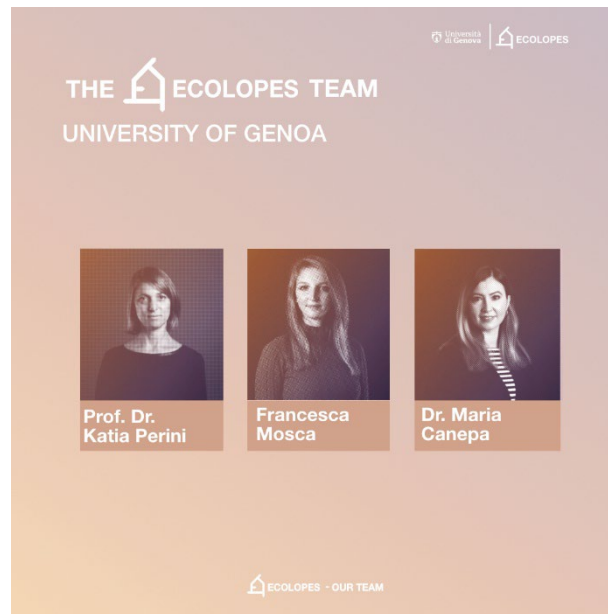 Università
di Genova
ECOLOPES
THE ECOLOPES TEAM
UNIVERSITY OF GENOA
Prof. Dr.
Katia Perini
Francesca
Mosca
Dr. Maria
Canepa
ECOLOPES - OUR TEAM